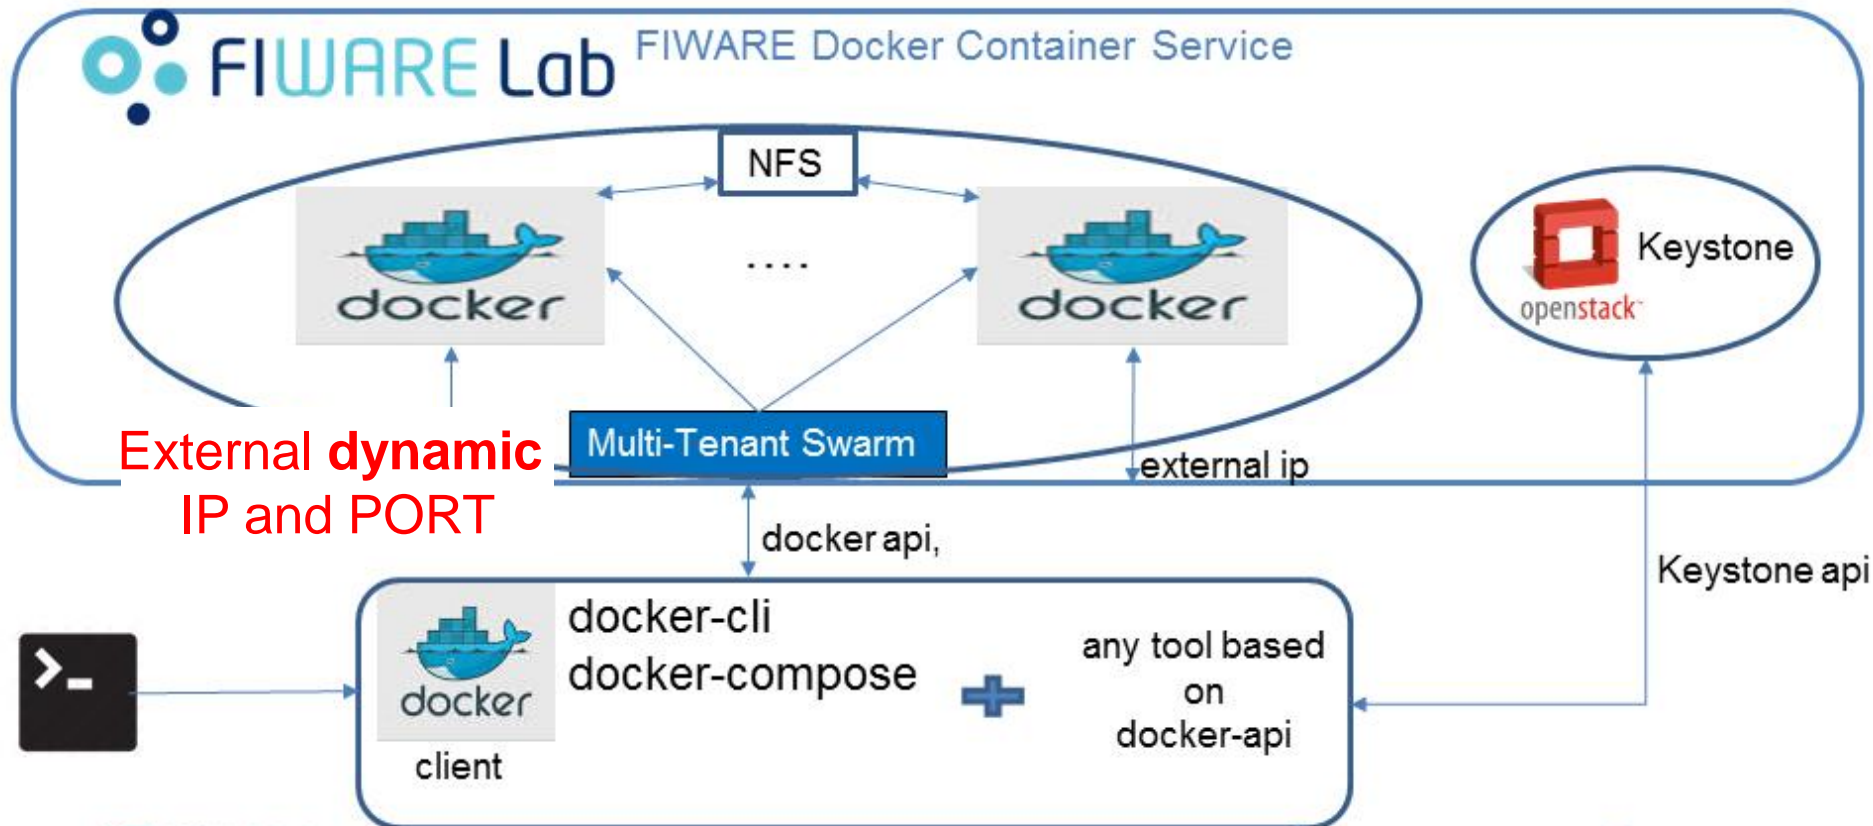 FIWARE Lab
FIWARE Docker Container Service
NFS
docker
....
docker
Keystone
openstack
External dynamic
IP and PORT
Multi-Tenant Swarm
external ip
docker api,
Keystone api
>_
docker
client
docker-cli
docker-compose
any tool based
on
docker-api